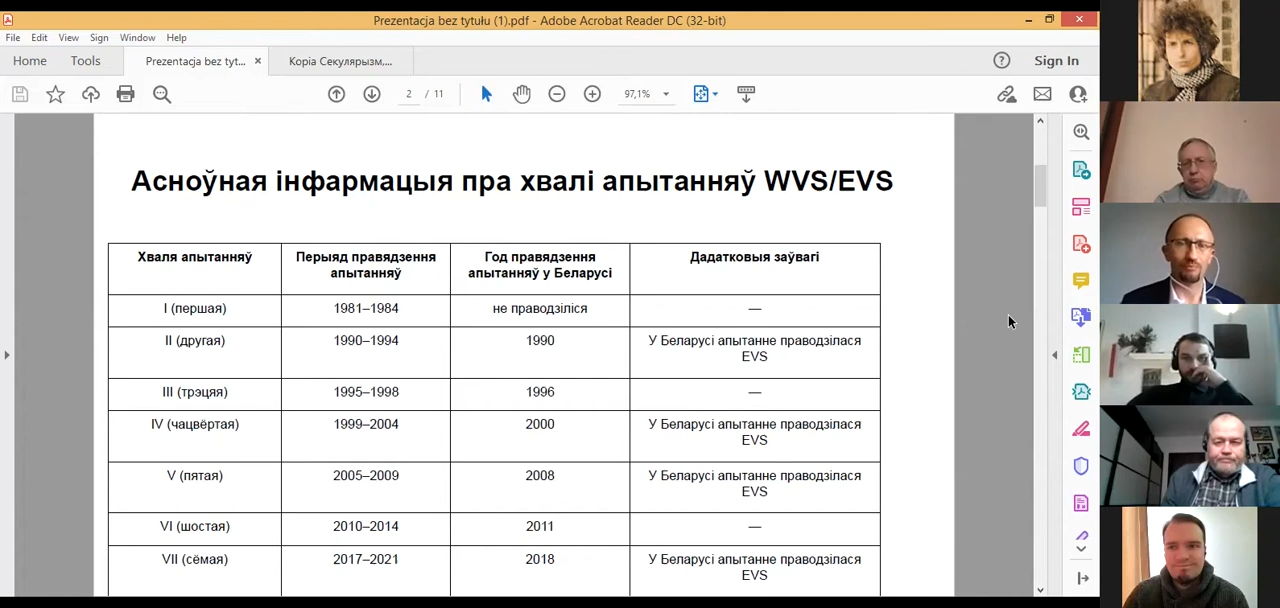 Prezentacja bez tytułu (1).pdf - Adobe Acrobat Reader DC (32-bit)
File Edit View Sign Window Help
Home Tools Prezentacja bez tyt... × Копія Секулярызм,... Sign In
2 / 11 97,1%
Асноўная інфармацыя пра хвалі апытанняў WVS/EVS
Хваля апытанняў
Перыяд правядзення
апытанняў
Год правядзення
апытанняў у Беларусі
Дадатковыя заўвагі
І (першая) 1981–1984 не праводзіліся —
ІІ (другая) 1990–1994 1990 У Беларусі апытанне праводзілася
EVS
ІІІ (трэцяя) 1995–1998 1996 —
IV (чацвёртая) 1999–2004 2000 У Беларусі апытанне праводзілася
EVS
V (пятая) 2005–2009 2008 У Беларусі апытанне праводзілася
EVS
VI (шостая) 2010–2014 2011 —
VII (сёмая) 2017–2021 2018 У Беларусі апытанне праводзілася
EVS